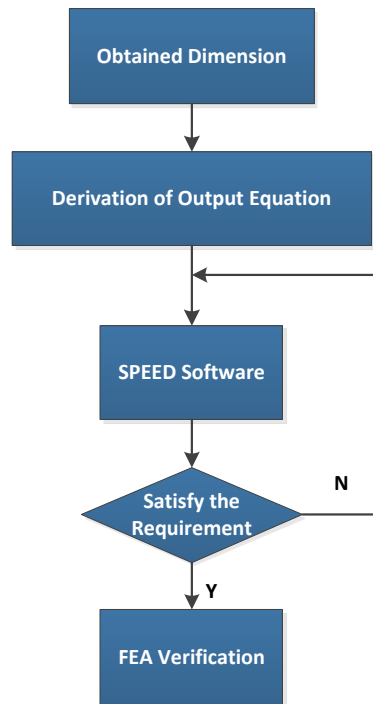 Obtained Dimension
Derivation of Output Equation
SPEED Software
Satisfy the
Requirement
N
Y
FEA Verification